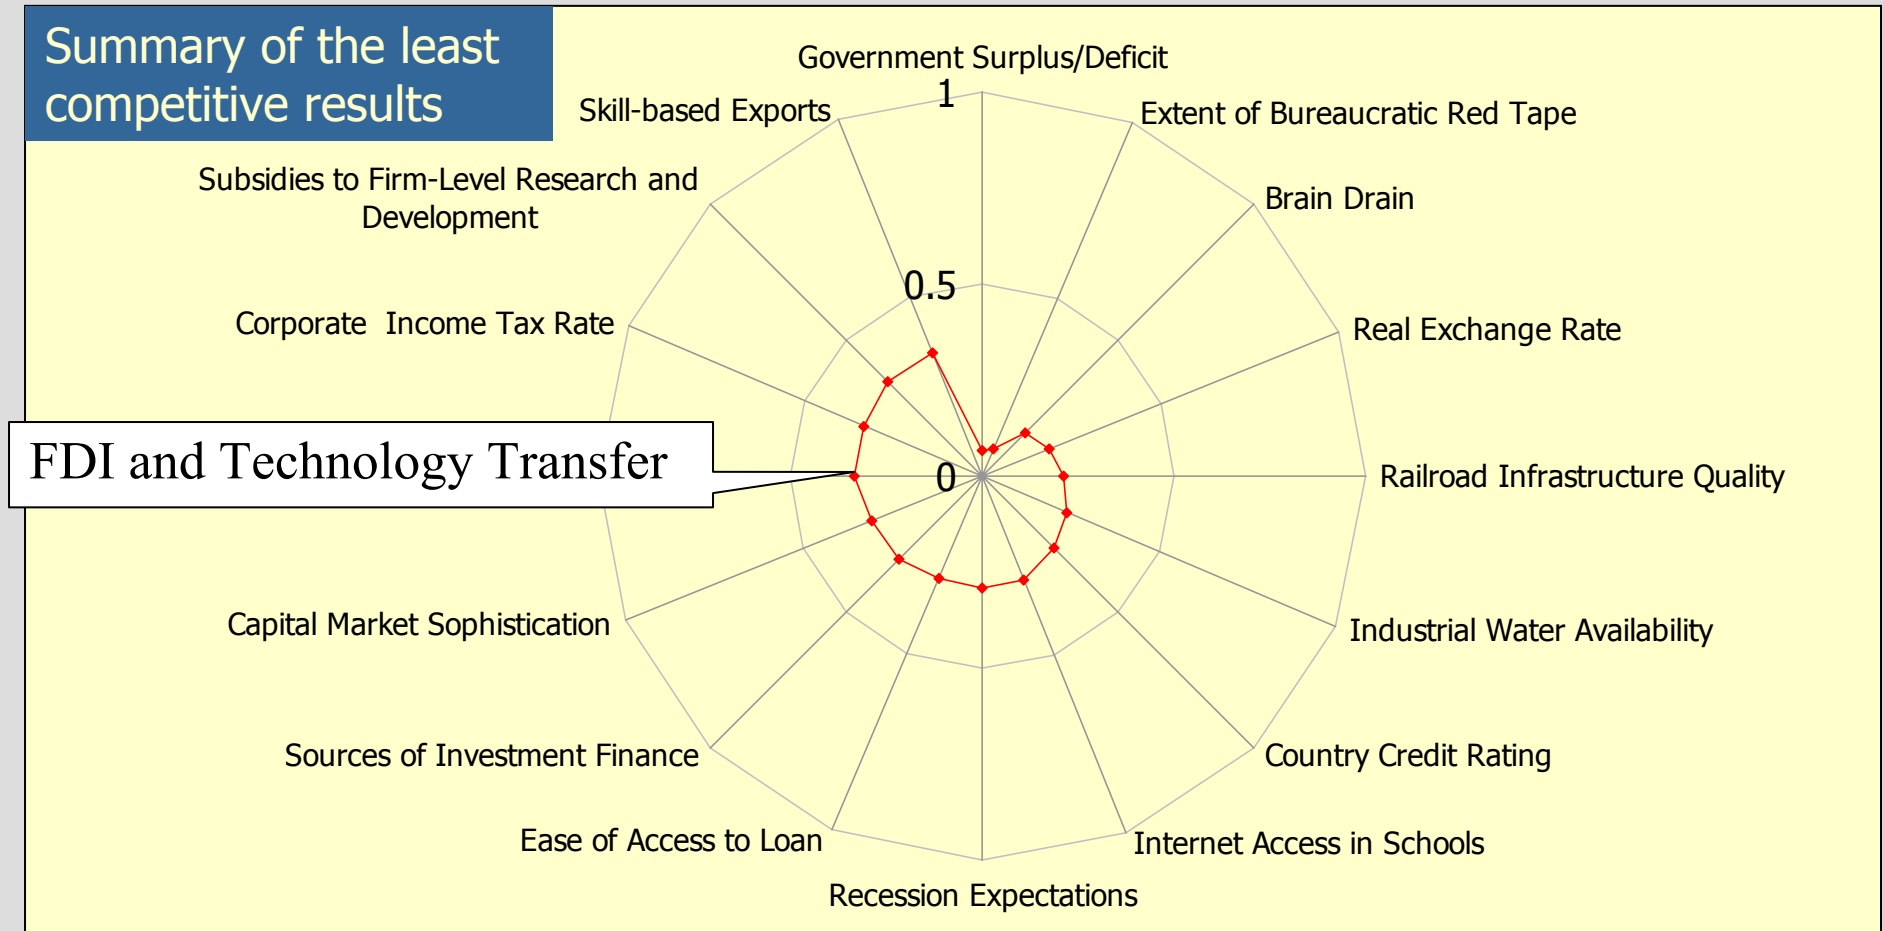 Summary of the least
competitive results
Government Surplus/Deficit
1
Skill-based Exports
Extent of Bureaucratic Red Tape
Subsidies to Firm-Level Research and
Development
Brain Drain
0.5
Corporate  Income Tax Rate
Real Exchange Rate
FDI and Technology Transfer
0
Railroad Infrastructure Quality
Capital Market Sophistication
Industrial Water Availability
Sources of Investment Finance
Country Credit Rating
Ease of Access to Loan
Internet Access in Schools
Recession Expectations